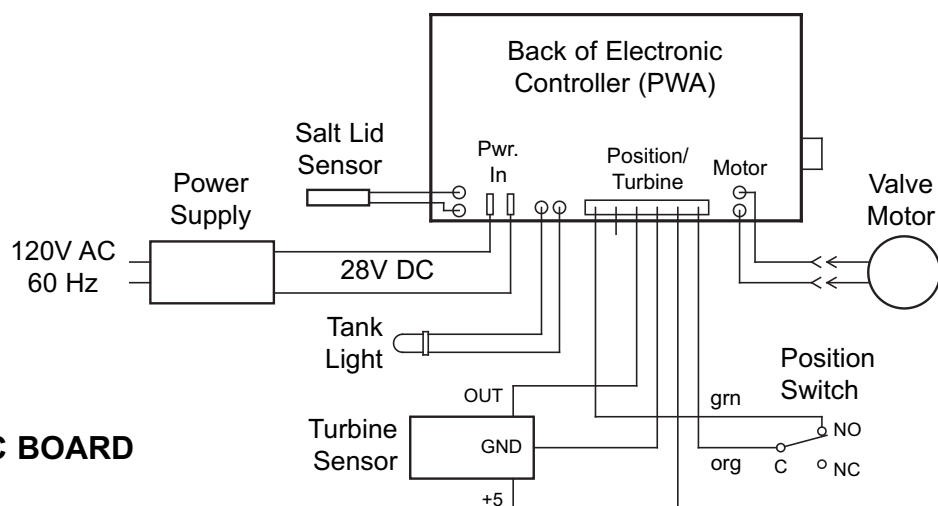 Back of Electronic
Controller (PWA)
Salt Lid
Sensor
Pwr.
In
Position/
Turbine
Motor
Power
Supply
Valve
Motor
120V AC
60 Hz
28V DC
Tank
Light
Position
Switch
OUT
grn
NO
Turbine
Sensor
GND
org
C
NC
C BOARD
+5